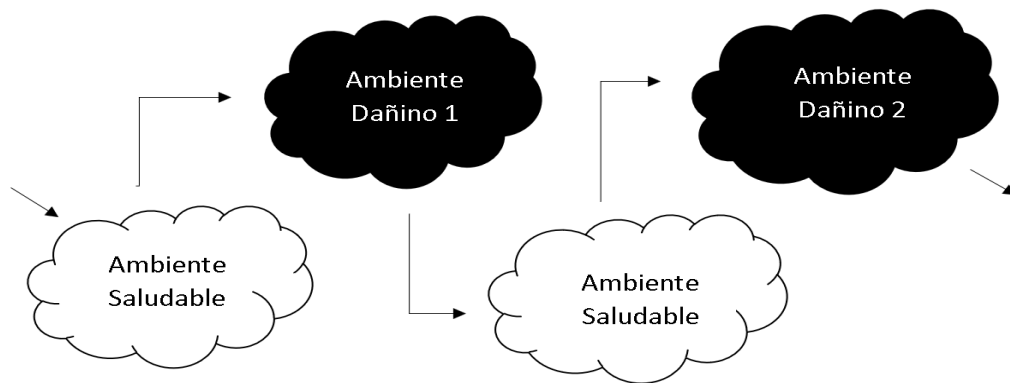 Ambiente
Dañino 1
Ambiente
Dañino 2
Ambiente
Saludable
Ambiente
Saludable